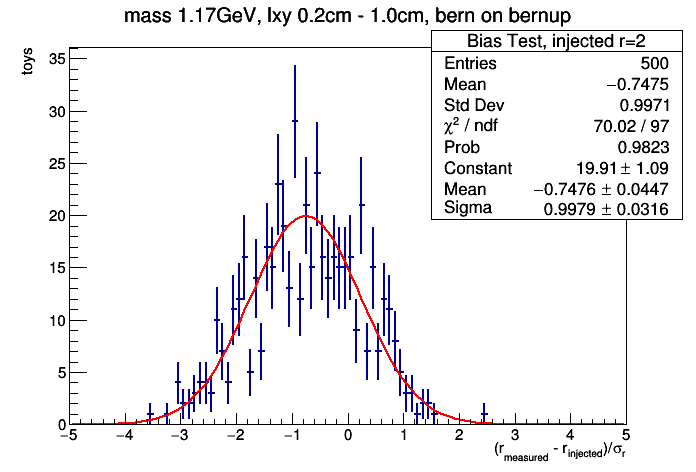 mass 1.17GeV, lxy 0.2cm - 1.0cm, bern on bernup
Bias Test, injected r=2
Entries 500
Mean −0.7475
Std Dev 0.9971
χ² / ndf 70.02 / 97
Prob 0.9823
Constant 19.91 ± 1.09
Mean −0.7476 ± 0.0447
Sigma 0.9979 ± 0.0316
toys
35
30
25
20
15
10
5
0
−5 −4 −3 −2 −1 0 1 2 3 4 5
(r_measured - r_injected)/σ_r